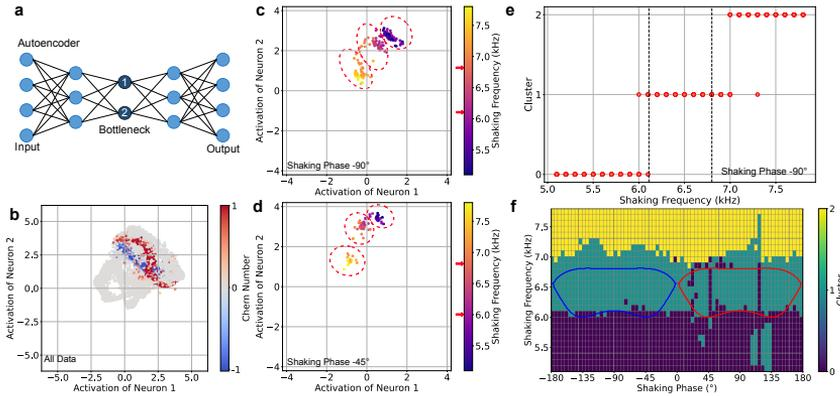 a
Autoencoder
1
2
Bottleneck
Input
Output
b
5.0
2.5
0.0
−2.5
−5.0
Activation of Neuron 2
All Data
−5.0
−2.5
0.0
2.5
5.0
Activation of Neuron 1
1
0
-1
Chern Number
c
4
2
0
−2
−4
Activation of Neuron 2
Shaking Phase -90°
−4
−2
0
2
4
Activation of Neuron 1
7.5
7.0
6.5
6.0
5.5
Shaking Frequency (kHz)
d
4
2
0
−2
−4
Activation of Neuron 2
Shaking Phase -45°
−4
−2
0
2
4
Activation of Neuron 1
7.5
7.0
6.5
6.0
5.5
Shaking Frequency (kHz)
e
2
1
0
Cluster
Shaking Phase -90°
5.0
5.5
6.0
6.5
7.0
7.5
Shaking Frequency (kHz)
f
7.5
7.0
6.5
6.0
5.5
Shaking Frequency (kHz)
−180
−135
−90
−45
0
45
90
135
180
Shaking Phase (°)
2
1
0
Cluster